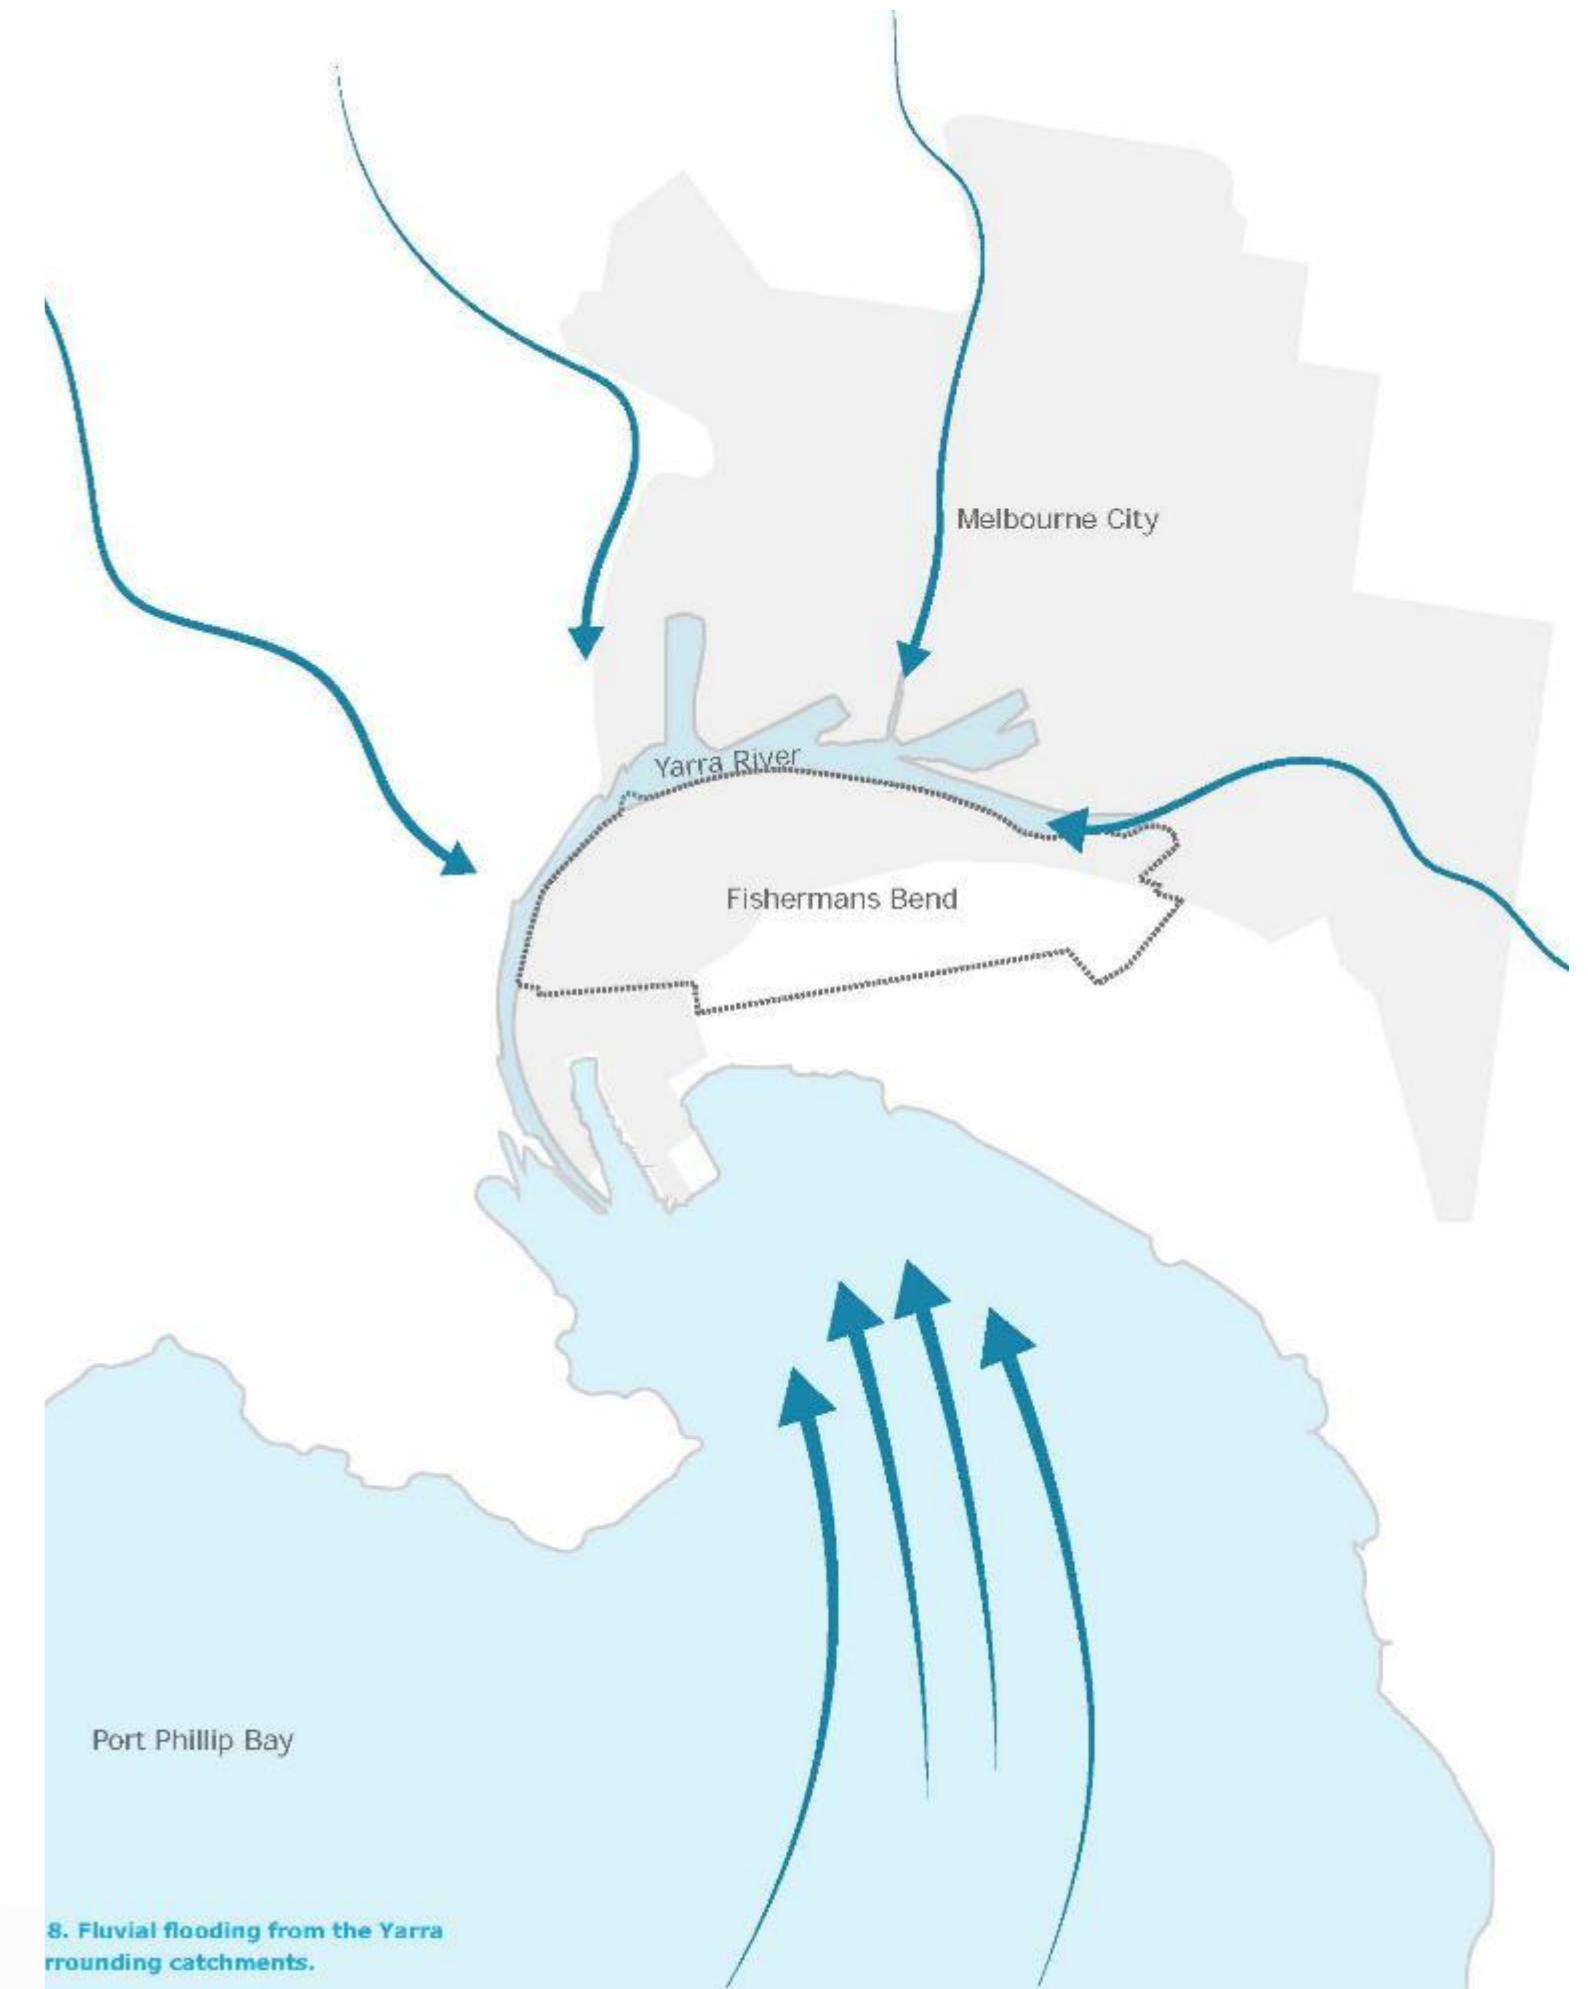 Melbourne City
Yarra River
Fishermans Bend
Port Phillip Bay
8. Fluvial flooding from the Yarra
rrounding catchments.